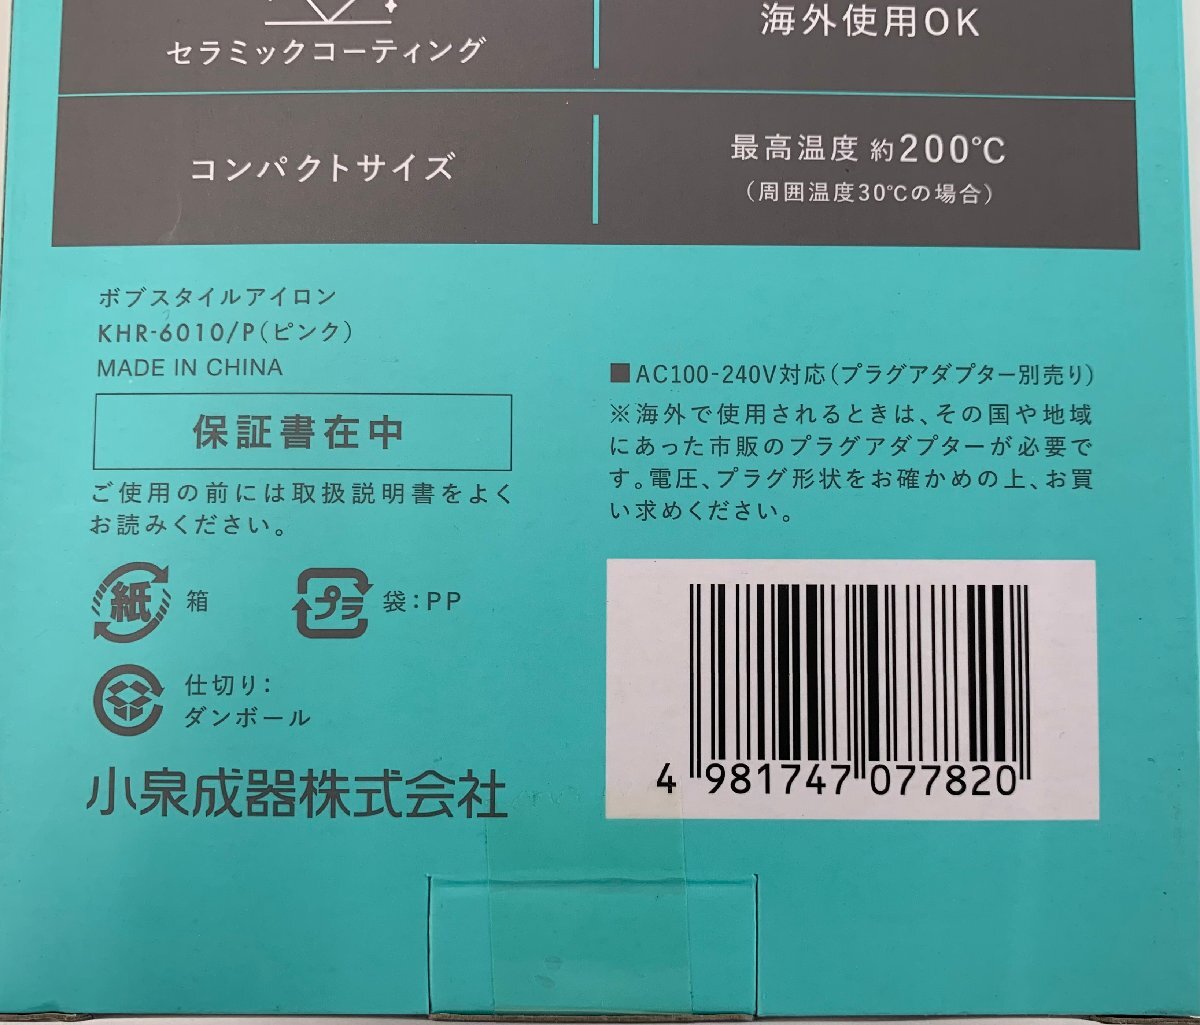 セラミックコーティング
海外使用OK
コンパクトサイズ
最高温度 約200℃
（周囲温度30℃の場合）
ボブスタイルアイロン
KHR-6010/P（ピンク）
MADE IN CHINA
保証書在中
ご使用の前には取扱説明書をよく
お読みください。
紙 箱
プラ 袋：PP
仕切り：
ダンボール
小泉成器株式会社
■AC100-240V対応（プラグアダプター別売り）
※海外で使用されるときは、その国や地域
にあった市販のプラグアダプターが必要で
す。電圧、プラグ形状をお確かめの上、お買
い求めください。
4 981747 077820